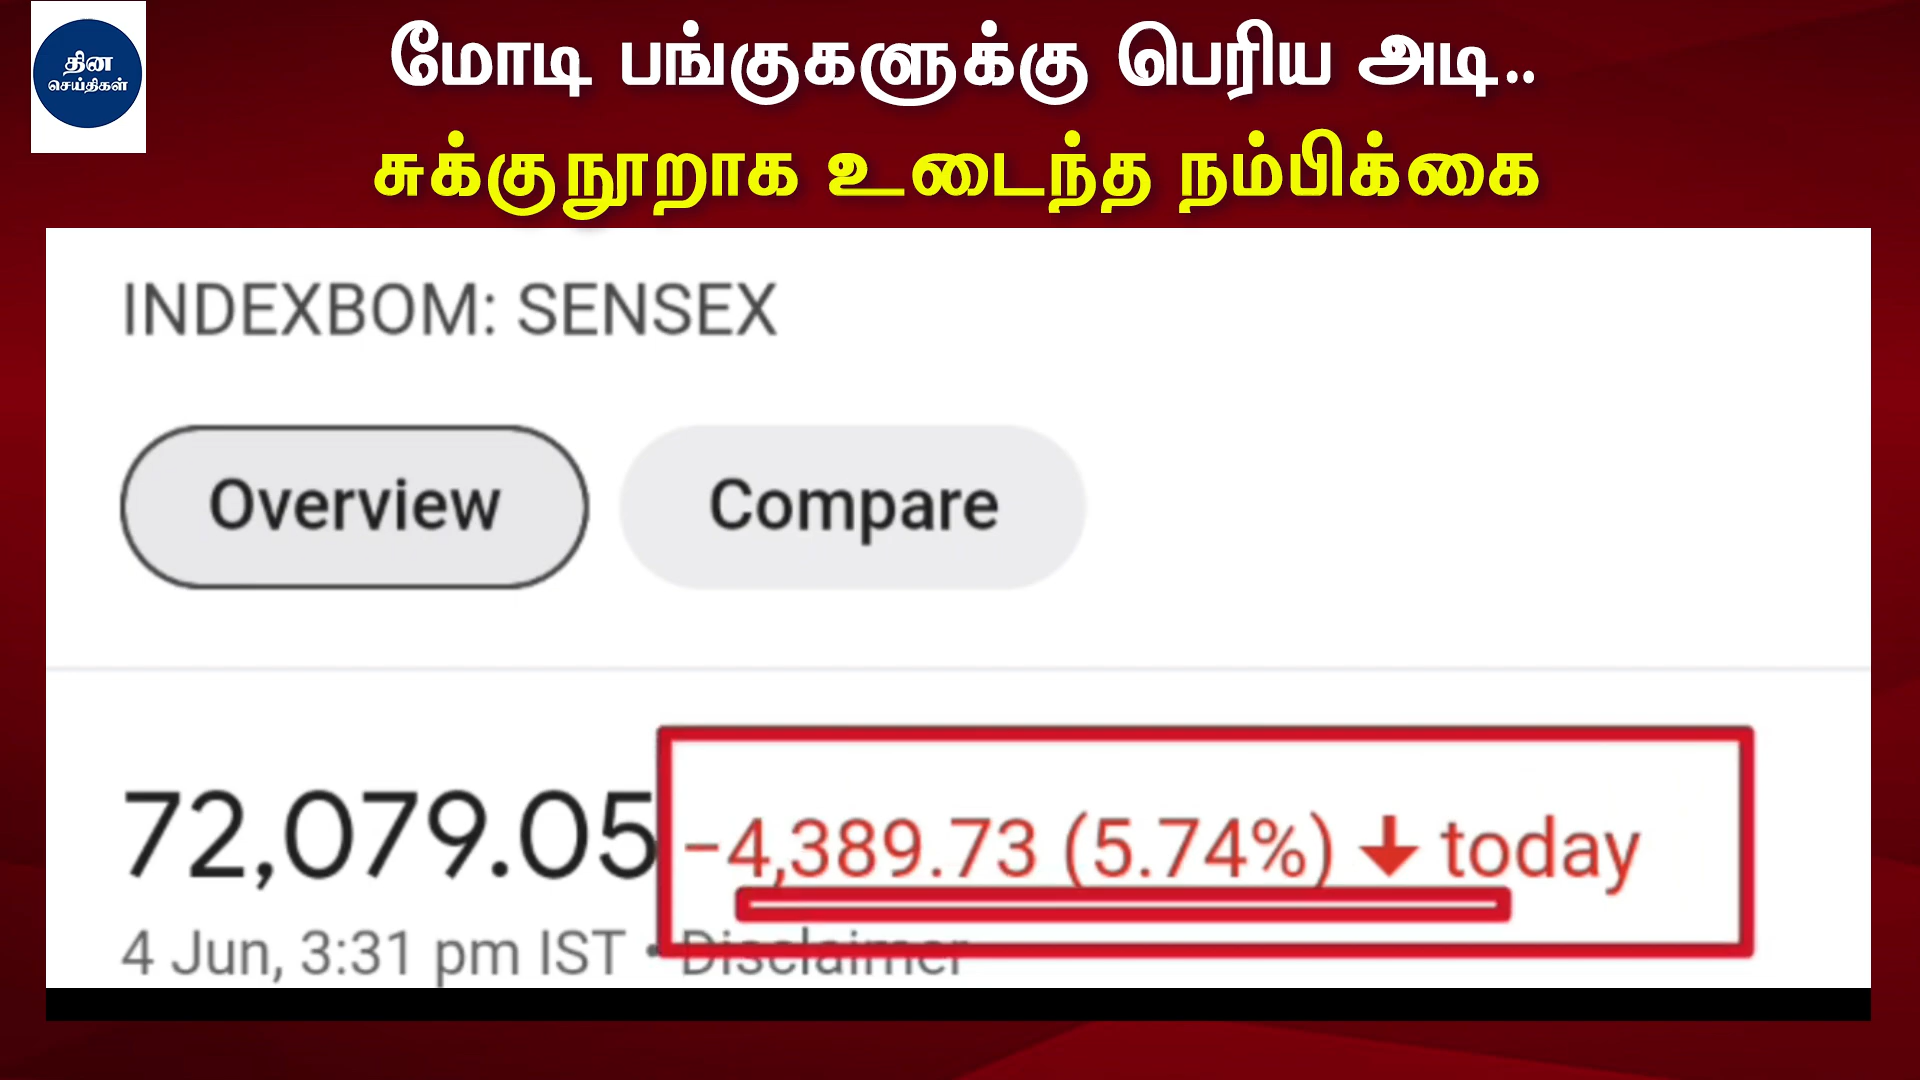 தின
செய்திகள்
மோடி பங்குகளுக்கு பெரிய அடி..
சுக்குநூறாக உடைந்த நம்பிக்கை
INDEXBOM: SENSEX
Overview Compare
72,079.05 −4,389.73 (5.74%) ↓ today
4 Jun, 3:31 pm IST • Disclaimer